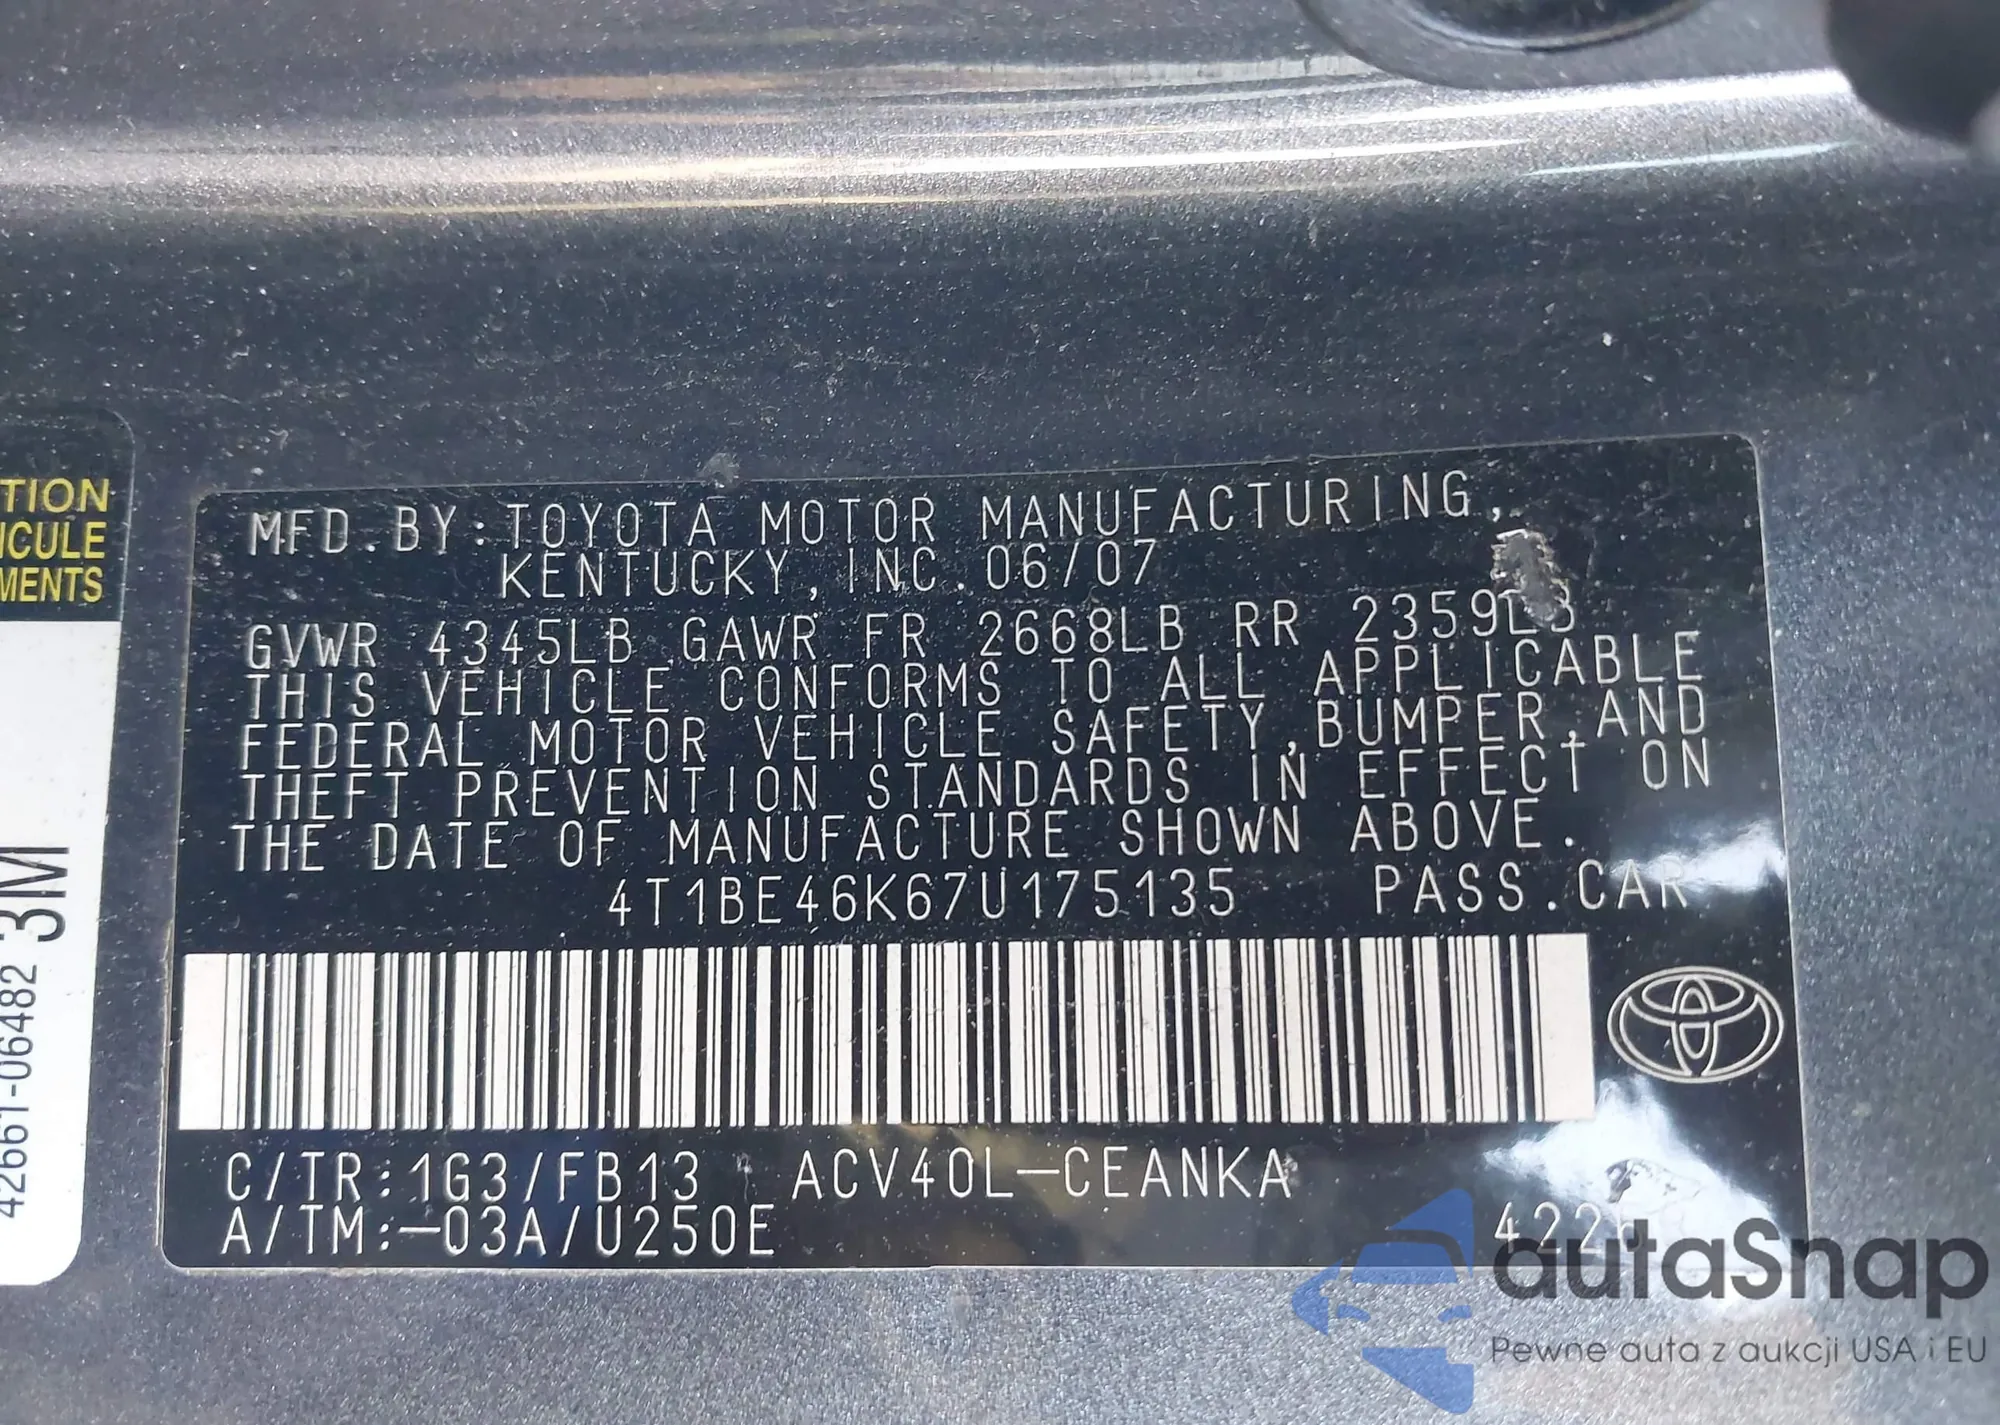 TION
ICULE
MENTS
3M
42661-06482
MFD.BY:TOYOTA MOTOR MANUFACTURING,
KENTUCKY,INC. 06/07
GVWR 4345LB GAWR FR 2668LB RR 2359LB
THIS VEHICLE CONFORMS TO ALL APPLICABLE
FEDERAL MOTOR VEHICLE SAFETY,BUMPER,AND
THEFT PREVENTION STANDARDS IN EFFECT ON
THE DATE OF MANUFACTURE SHOWN ABOVE.
4T1BE46K67U175135 PASS.CAR
C/TR:1G3/FB13 ACV40L-CEANKA
A/TM:-03A/U250E
autaSnap
Pewne auta z aukcji USA i EU